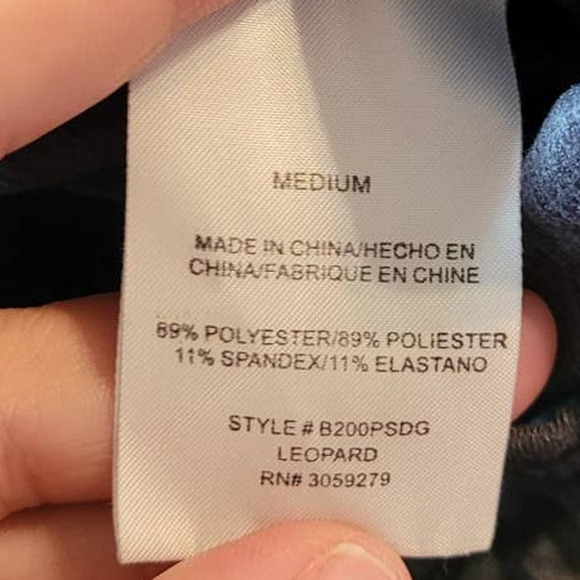 MEDIUM
MADE IN CHINA/HECHO EN
CHINA/FABRIQUE EN CHINE
89% POLYESTER/89% POLIESTER
11% SPANDEX/11% ELASTANO
STYLE # B200PSDG
LEOPARD
RN# 3059279